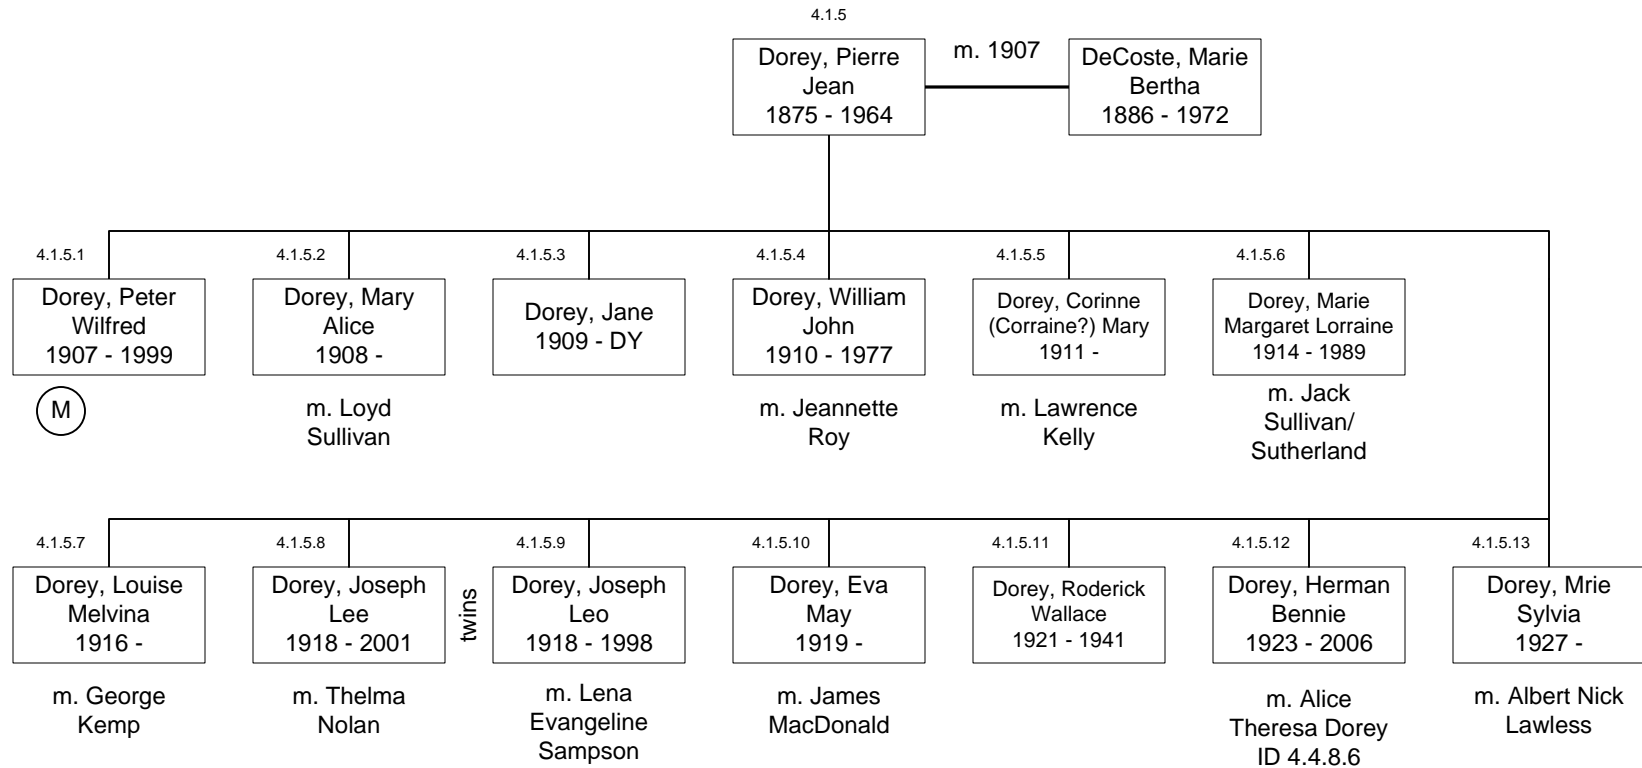 4.1.5
Dorey, Pierre
Jean
1875 - 1964
m. 1907
DeCoste, Marie
Bertha
1886 - 1972
4.1.5.1
Dorey, Peter
Wilfred
1907 - 1999
M
4.1.5.2
Dorey, Mary
Alice
1908 -
m. Loyd
Sullivan
4.1.5.3
Dorey, Jane
1909 - DY
4.1.5.4
Dorey, William
John
1910 - 1977
m. Jeannette
Roy
4.1.5.5
Dorey, Corinne
(Corraine?) Mary
1911 -
m. Lawrence
Kelly
4.1.5.6
Dorey, Marie
Margaret Lorraine
1914 - 1989
m. Jack
Sullivan/
Sutherland
4.1.5.7
Dorey, Louise
Melvina
1916 -
m. George
Kemp
4.1.5.8
Dorey, Joseph
Lee
1918 - 2001
m. Thelma
Nolan
twins
4.1.5.9
Dorey, Joseph
Leo
1918 - 1998
m. Lena
Evangeline
Sampson
4.1.5.10
Dorey, Eva
May
1919 -
m. James
MacDonald
4.1.5.11
Dorey, Roderick
Wallace
1921 - 1941
4.1.5.12
Dorey, Herman
Bennie
1923 - 2006
m. Alice
Theresa Dorey
ID 4.4.8.6
4.1.5.13
Dorey, Mrie
Sylvia
1927 -
m. Albert Nick
Lawless